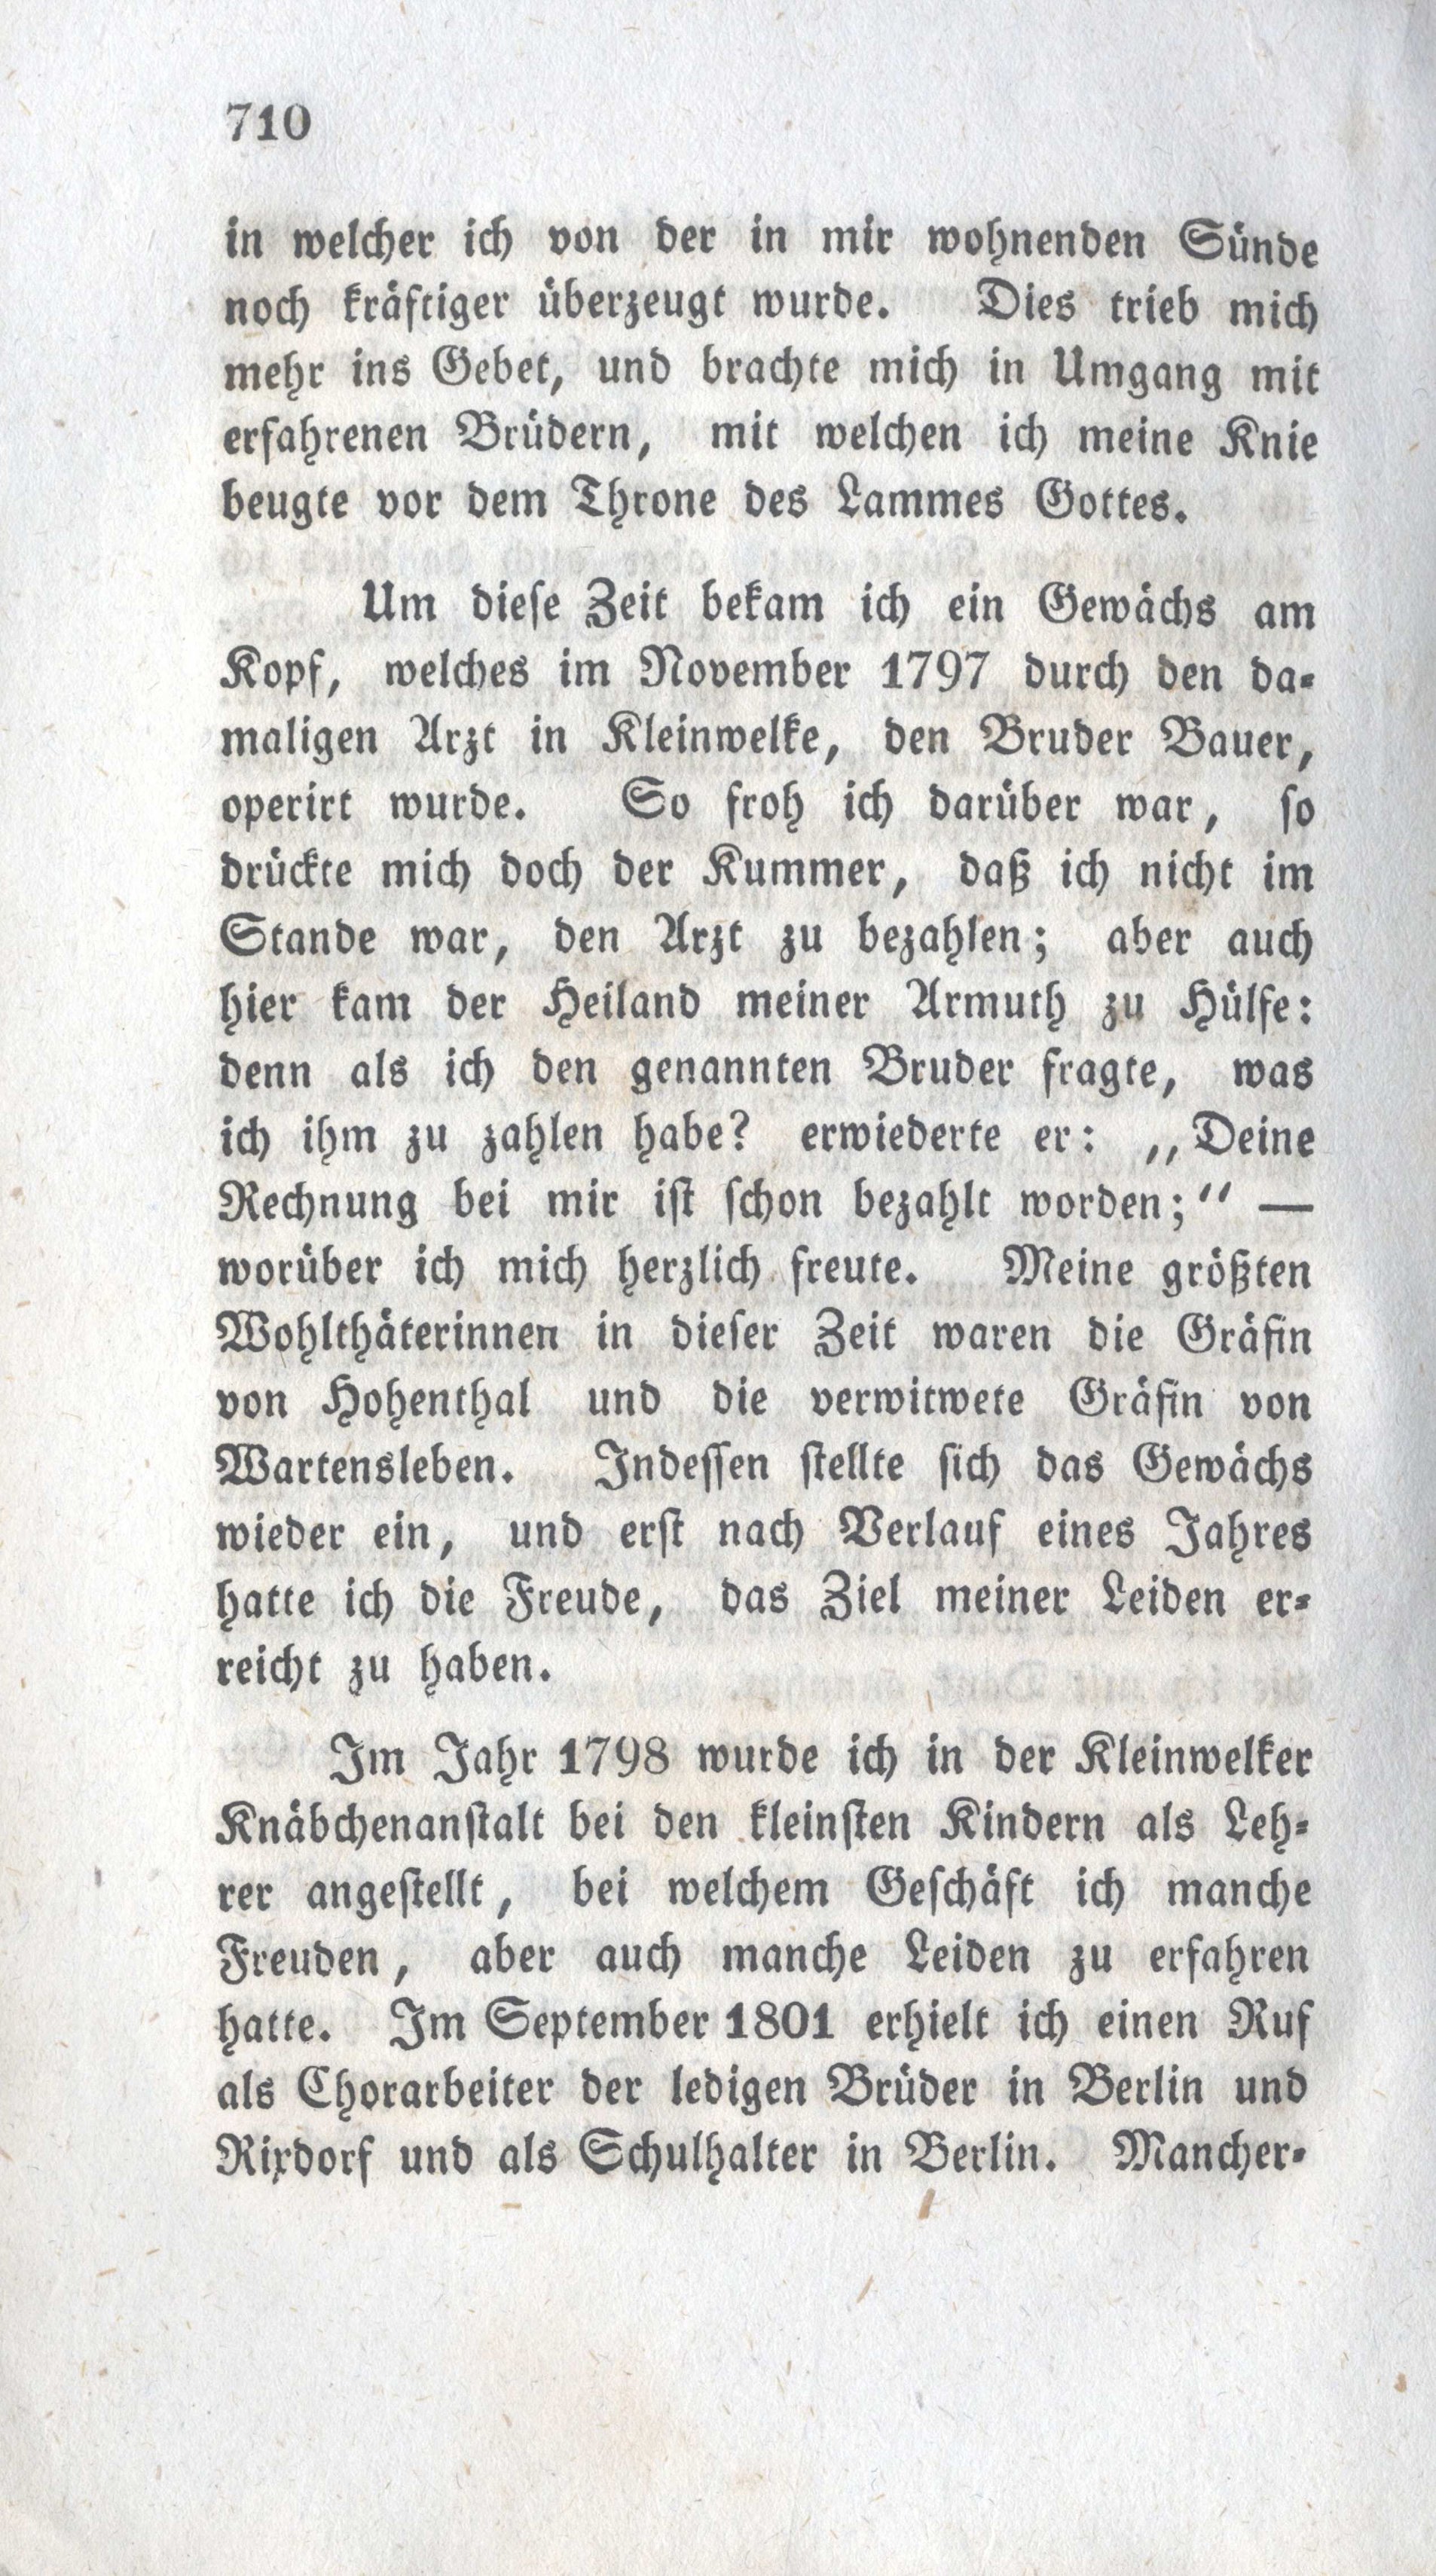 710
in welcher ich von der in mir wohnenden Sünde
noch kräftiger überzeugt wurde. Dies trieb mich
mehr ins Gebet, und brachte mich in Umgang mit
erfahrenen Brüdern, mit welchen ich meine Knie
beugte vor dem Throne des Lammes Gottes.
Um diese Zeit bekam ich ein Gewächs am
Kopf, welches im November 1797 durch den da-
maligen Arzt in Kleinwelke, den Bruder Bauer,
operirt wurde. So froh ich darüber war, so
drückte mich doch der Kummer, daß ich nicht im
Stande war, den Arzt zu bezahlen; aber auch
hier kam der Heiland meiner Armuth zu Hülfe:
denn als ich den genannten Bruder fragte, was
ich ihm zu zahlen habe? erwiederte er: „Deine
Rechnung bei mir ist schon bezahlt worden;“ —
worüber ich mich herzlich freute. Meine größten
Wohlthäterinnen in dieser Zeit waren die Gräfin
von Hohenthal und die verwitwete Gräfin von
Wartensleben. Indessen stellte sich das Gewächs
wieder ein, und erst nach Verlauf eines Jahres
hatte ich die Freude, das Ziel meiner Leiden er-
reicht zu haben.
Im Jahr 1798 wurde ich in der Kleinwelker
Knäbchenanstalt bei den kleinsten Kindern als Leh-
rer angestellt, bei welchem Geschäft ich manche
Freuden, aber auch manche Leiden zu erfahren
hatte. Im September 1801 erhielt ich einen Ruf
als Chorarbeiter der ledigen Brüder in Berlin und
Rixdorf und als Schulhalter in Berlin. Mancher-